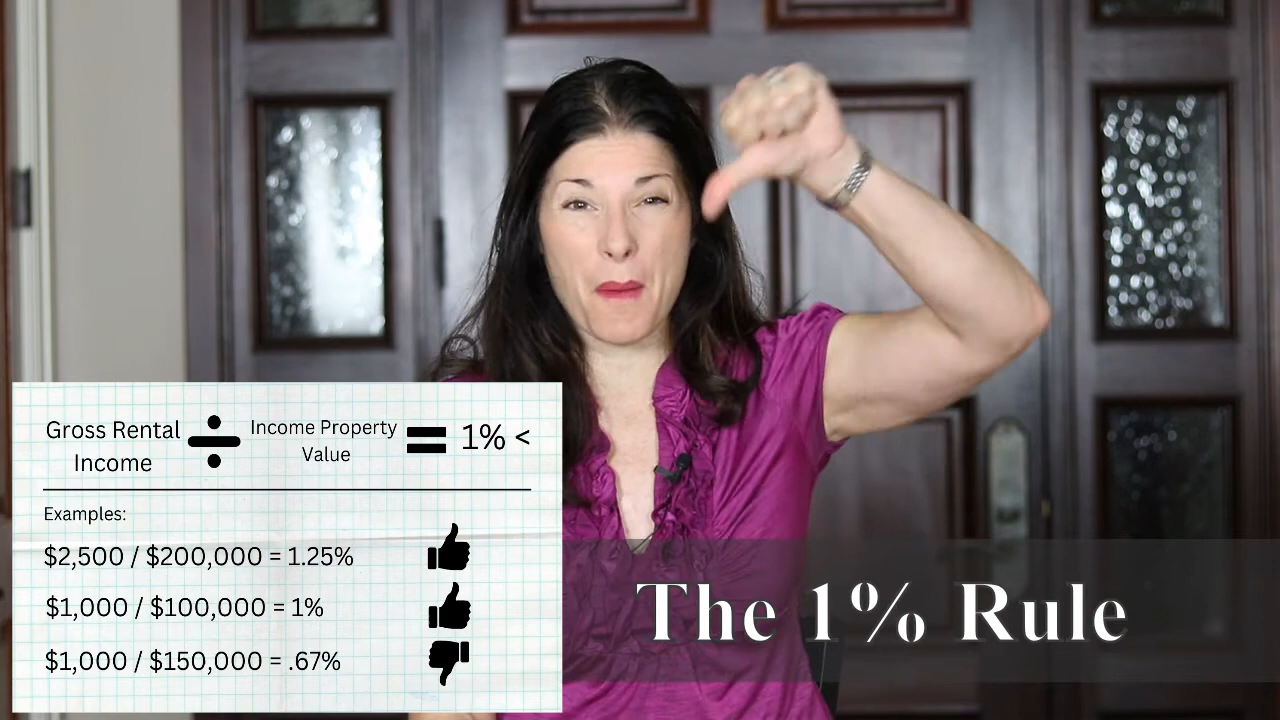 Gross Rental
Income
÷
Income Property
Value
= 1% <
Examples:
$2,500 / $200,000 = 1.25%
$1,000 / $100,000 = 1%
$1,000 / $150,000 = .67%
The 1% Rule